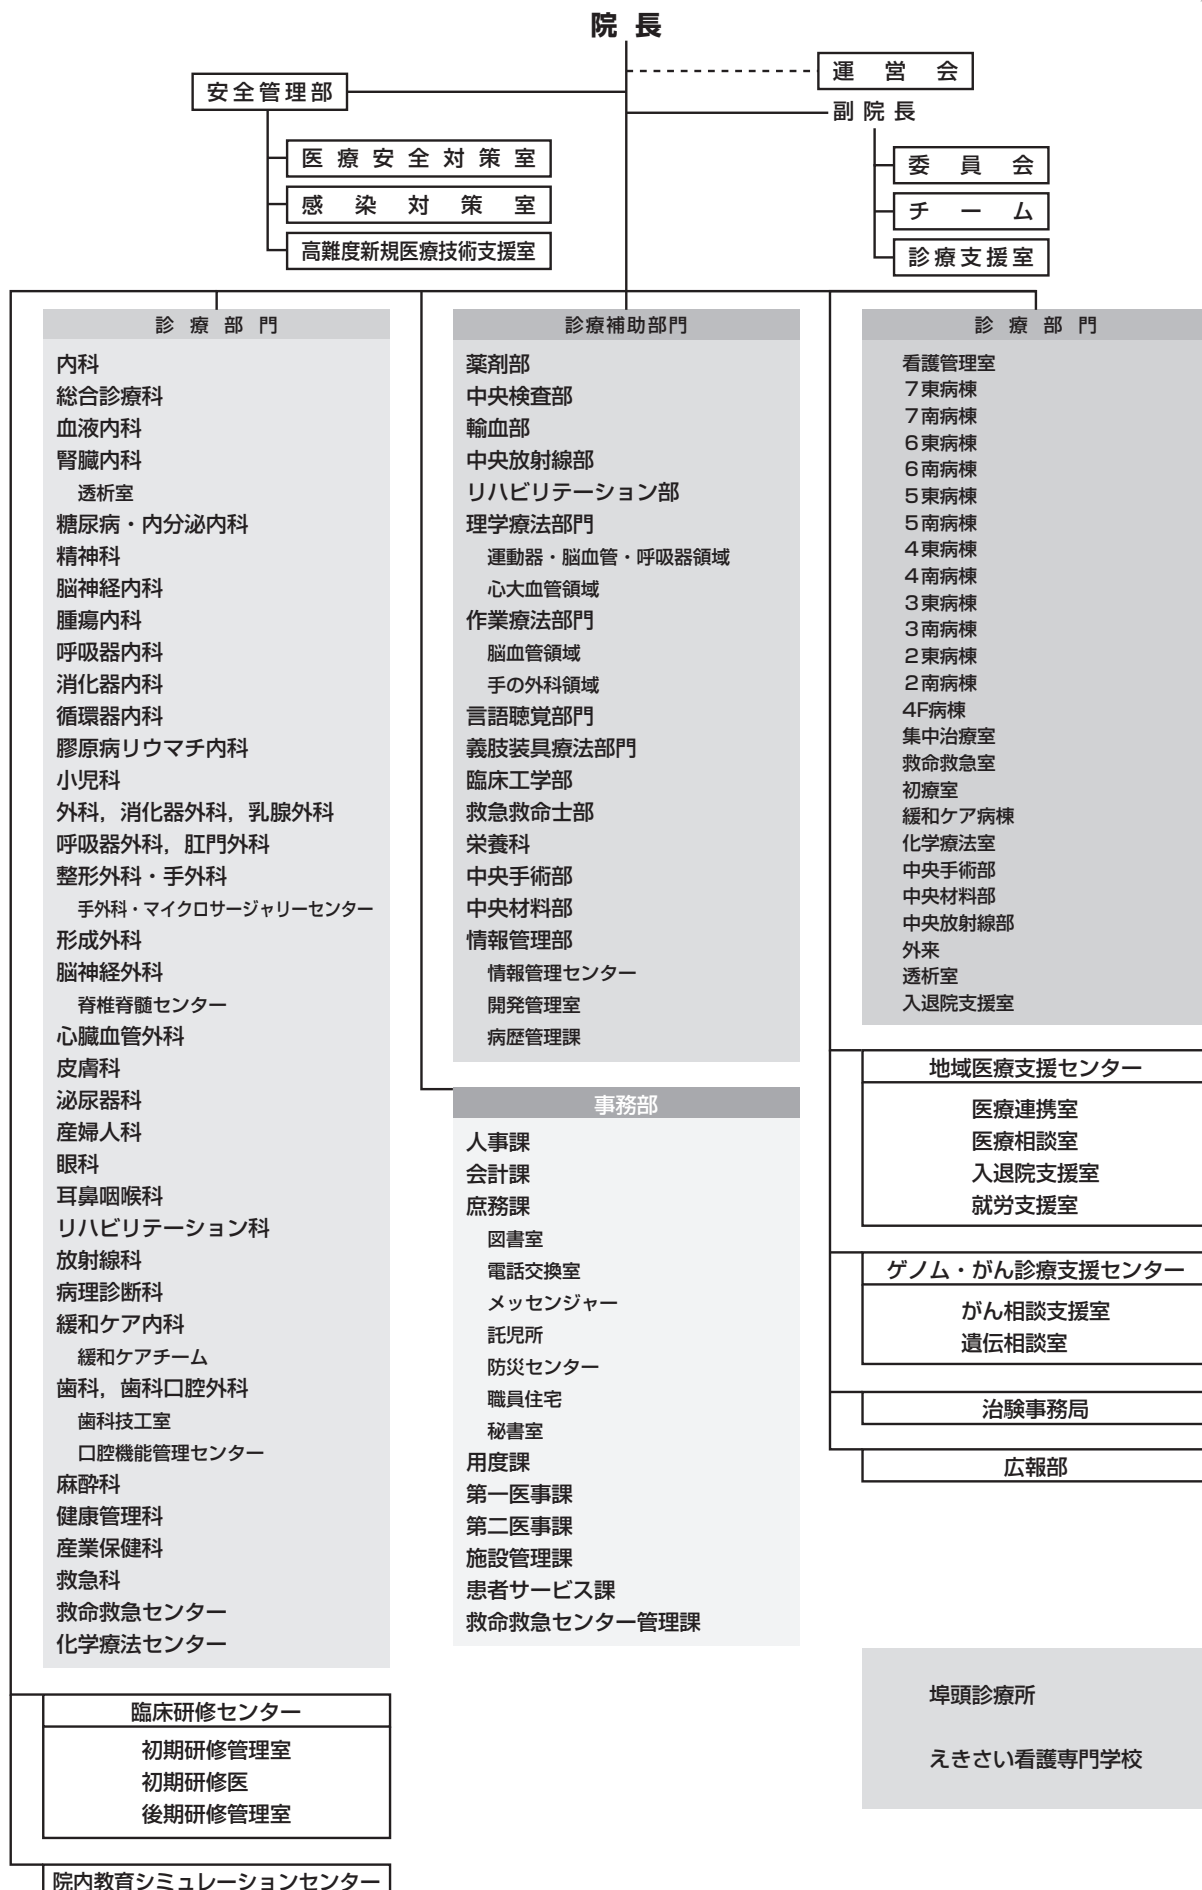 院長
運営会
安全管理部
副院長
医療安全対策室
感染対策室
高難度新規医療技術支援室
委員会
チーム
診療支援室
診療部門
内科
総合診療科
血液内科
腎臓内科
透析室
糖尿病・内分泌内科
精神科
脳神経内科
腫瘍内科
呼吸器内科
消化器内科
循環器内科
膠原病リウマチ内科
小児科
外科，消化器外科，乳腺外科
呼吸器外科，肛門外科
整形外科・手外科
手外科・マイクロサージャリーセンター
形成外科
脳神経外科
脊椎脊髄センター
心臓血管外科
皮膚科
泌尿器科
産婦人科
眼科
耳鼻咽喉科
リハビリテーション科
放射線科
病理診断科
緩和ケア内科
緩和ケアチーム
歯科，歯科口腔外科
歯科技工室
口腔機能管理センター
麻酔科
健康管理科
産業保健科
救急科
救命救急センター
化学療法センター
臨床研修センター
初期研修管理室
初期研修医
後期研修管理室
院内教育シミュレーションセンター
診療補助部門
薬剤部
中央検査部
輸血部
中央放射線部
リハビリテーション部
理学療法部門
運動器・脳血管・呼吸器領域
心大血管領域
作業療法部門
脳血管領域
手の外科領域
言語聴覚部門
義肢装具療法部門
臨床工学部
救急救命士部
栄養科
中央手術部
中央材料部
情報管理部
情報管理センター
開発管理室
病歴管理課
事務部
人事課
会計課
庶務課
図書室
電話交換室
メッセンジャー
託児所
防災センター
職員住宅
秘書室
用度課
第一医事課
第二医事課
施設管理課
患者サービス課
救命救急センター管理課
診療部門
看護管理室
7東病棟
7南病棟
6東病棟
6南病棟
5東病棟
5南病棟
4東病棟
4南病棟
3東病棟
3南病棟
2東病棟
2南病棟
4F病棟
集中治療室
救命救急室
初療室
緩和ケア病棟
化学療法室
中央手術部
中央材料部
中央放射線部
外来
透析室
入退院支援室
地域医療支援センター
医療連携室
医療相談室
入退院支援室
就労支援室
ゲノム・がん診療支援センター
がん相談支援室
遺伝相談室
治験事務局
広報部
埠頭診療所
えきさい看護専門学校